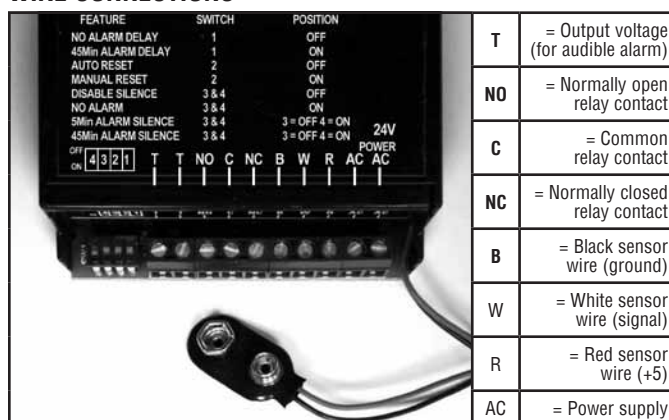 WIRE CONNECTIONS
FEATURE SWITCH POSITION
NO ALARM DELAY 1 OFF
45Min ALARM DELAY 1 ON
AUTO RESET 2 OFF
MANUAL RESET 2 ON
DISABLE SILENCE 3 & 4 OFF
NO ALARM 3 & 4 ON
5Min ALARM SILENCE 3 & 4 3 = OFF 4 = ON
45Min ALARM SILENCE 3 & 4 3 = OFF 4 = ON
24V
POWER
OFF
ON 4 3 2 1 T T NO C NC B W R AC AC
T = Output voltage
(for audible alarm)
NO = Normally open
relay contact
C = Common
relay contact
NC = Normally closed
relay contact
B = Black sensor
wire (ground)
W = White sensor
wire (signal)
R = Red sensor
wire (+5)
AC = Power supply